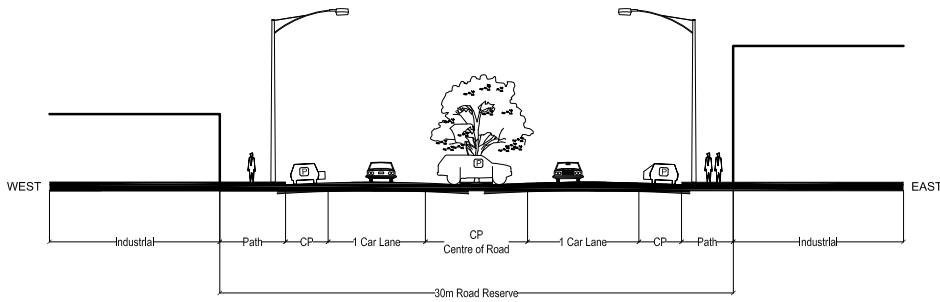 P
P
P
WEST
EAST
Industrial
Path
CP
1 Car Lane
CP
Centre of Road
1 Car Lane
CP
Path
Industrial
30m Road Reserve